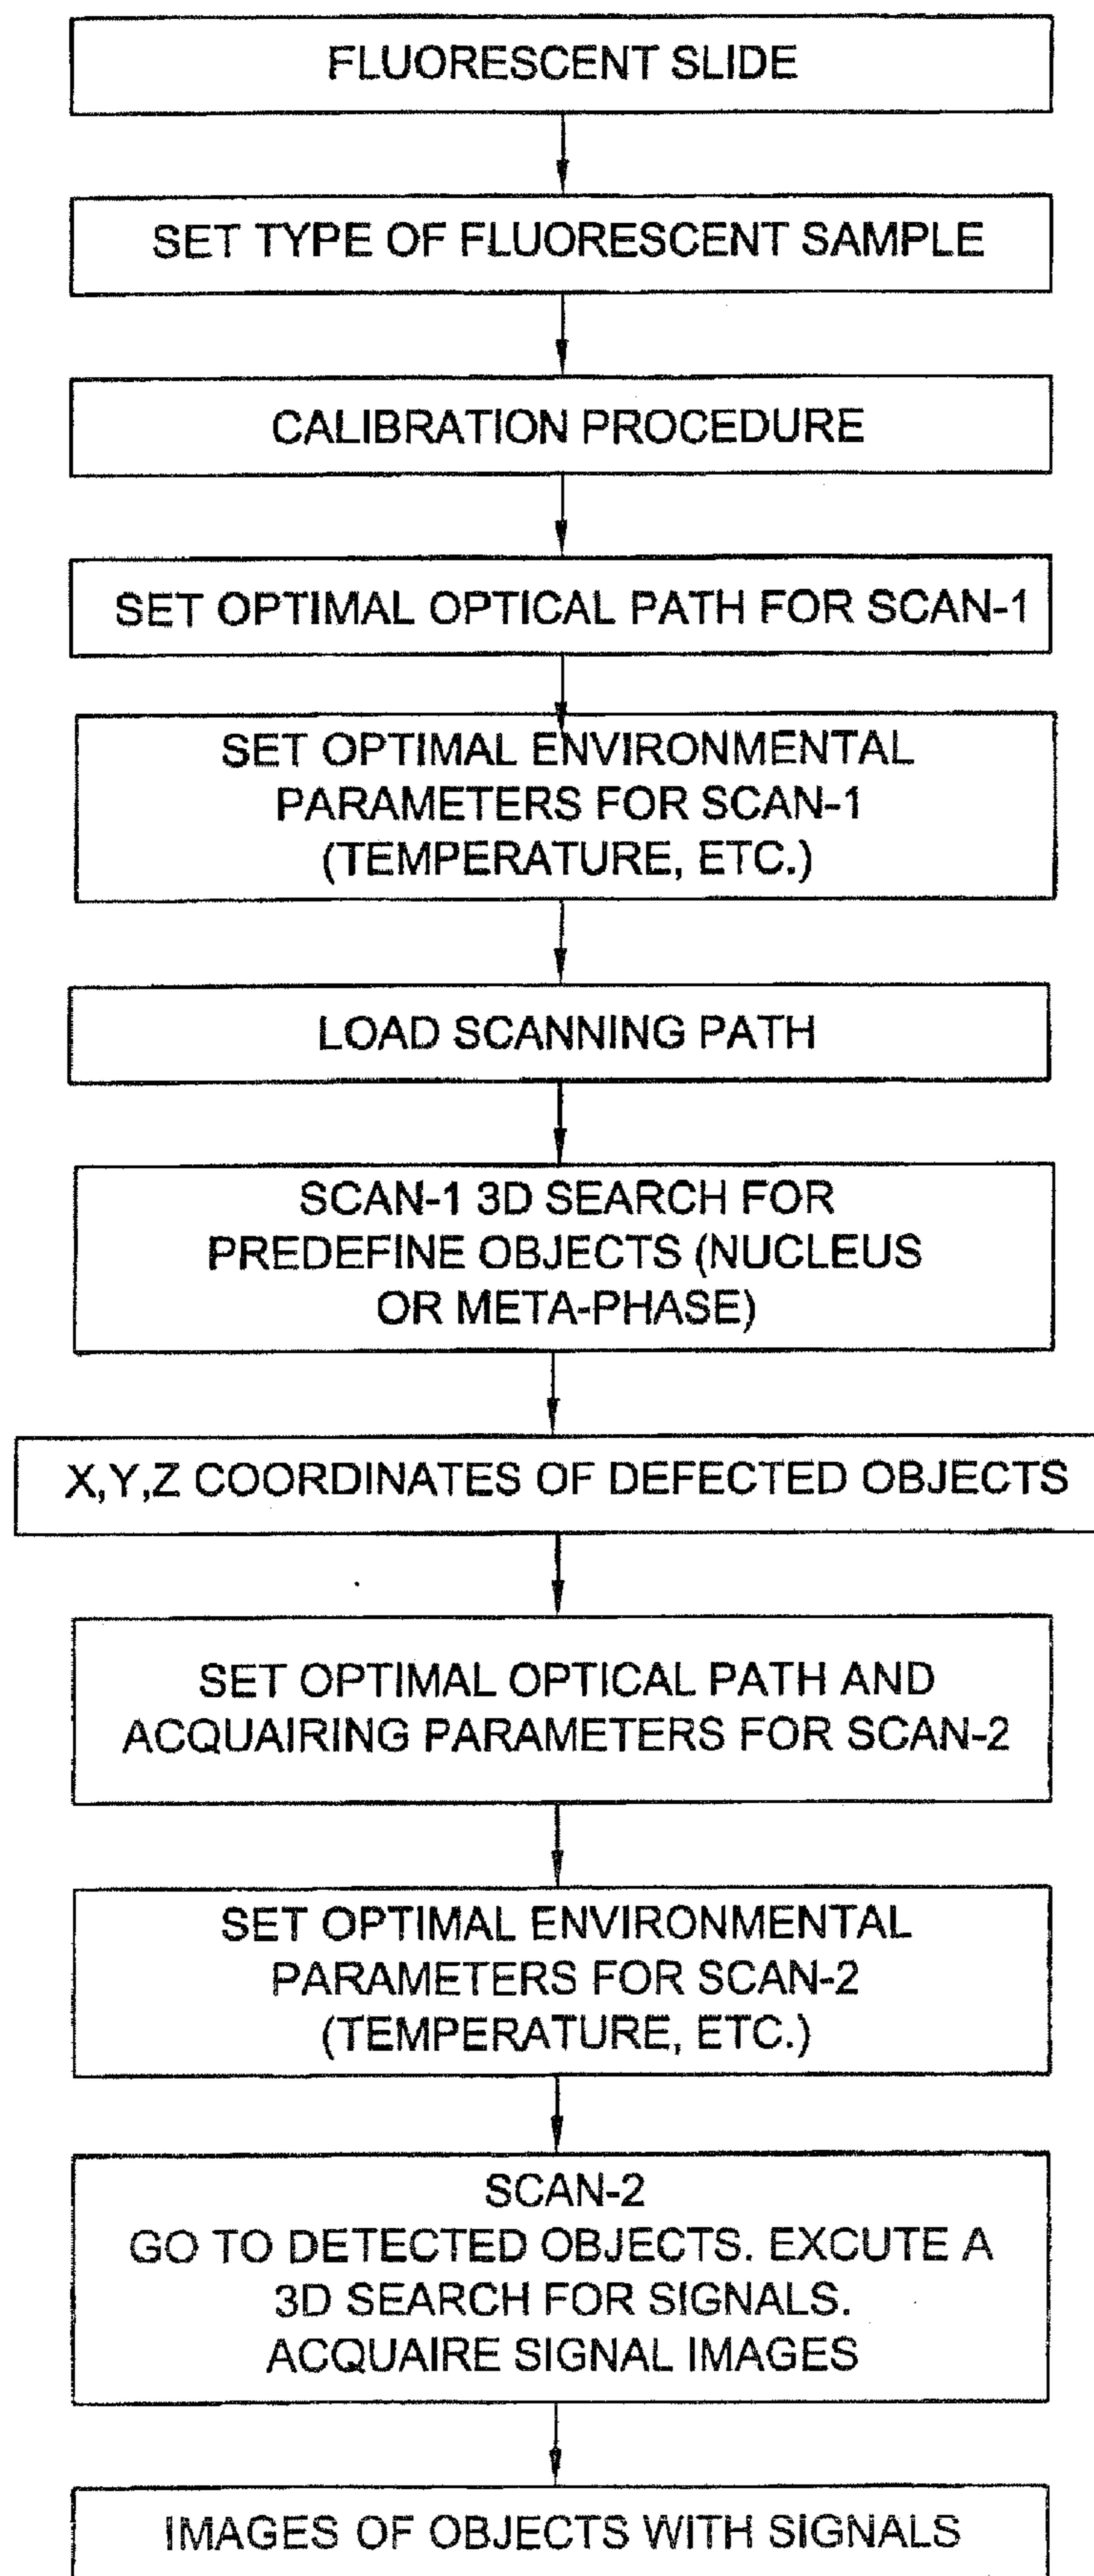 FLUORESCENT SLIDE
SET TYPE OF FLUORESCENT SAMPLE
CALIBRATION PROCEDURE
SET OPTIMAL OPTICAL PATH FOR SCAN-1
SET OPTIMAL ENVIRONMENTAL
PARAMETERS FOR SCAN-1
(TEMPERATURE, ETC.)
LOAD SCANNING PATH
SCAN-1 3D SEARCH FOR
PREDEFINE OBJECTS (NUCLEUS
OR META-PHASE)
X,Y,Z COORDINATES OF DEFECTED OBJECTS
SET OPTIMAL OPTICAL PATH AND
ACQUAIRING PARAMETERS FOR SCAN-2
SET OPTIMAL ENVIRONMENTAL
PARAMETERS FOR SCAN-2
(TEMPERATURE, ETC.)
SCAN-2
GO TO DETECTED OBJECTS. EXCUTE A
3D SEARCH FOR SIGNALS.
ACQUAIRE SIGNAL IMAGES
IMAGES OF OBJECTS WITH SIGNALS